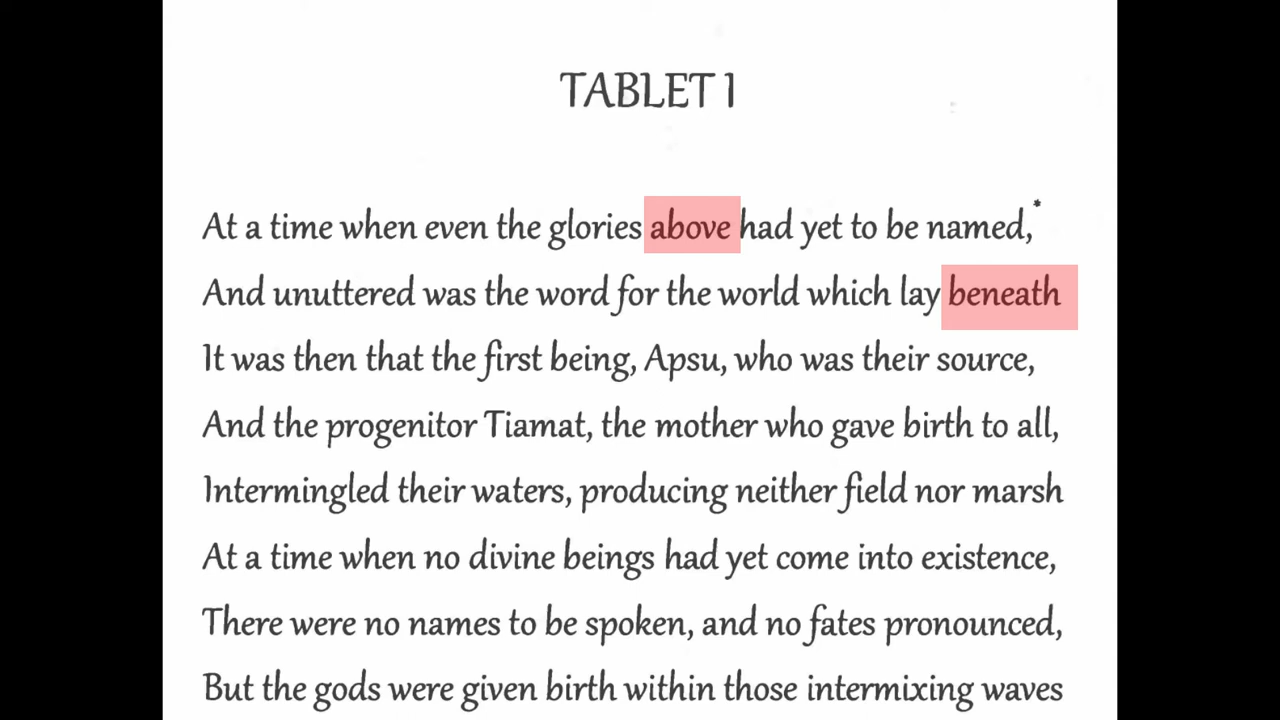 TABLET I
At a time when even the glories above had yet to be named,*
And unuttered was the word for the world which lay beneath
It was then that the first being, Apsu, who was their source,
And the progenitor Tiamat, the mother who gave birth to all,
Intermingled their waters, producing neither field nor marsh
At a time when no divine beings had yet come into existence,
There were no names to be spoken, and no fates pronounced,
But the gods were given birth within those intermixing waves